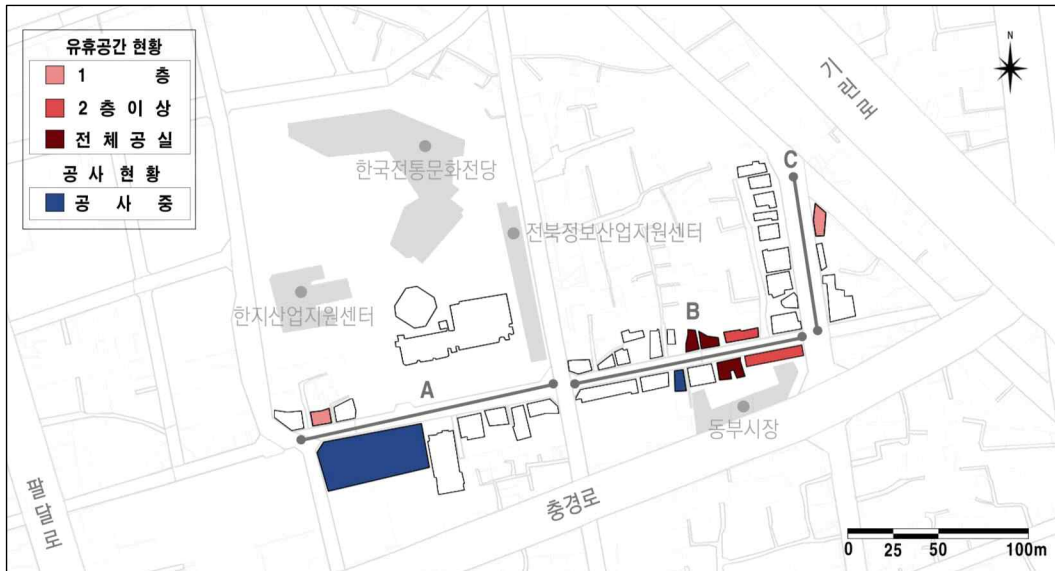 유휴공간 현황
1 층
2 층 이 상
전 체 공 실
공 사 현 황
공 사 중
N
기린로
한국전통문화전당
C
전북정보산업지원센터
한지산업지원센터
B
A
동부시장
팔달로
충경로
0 25 50 100m